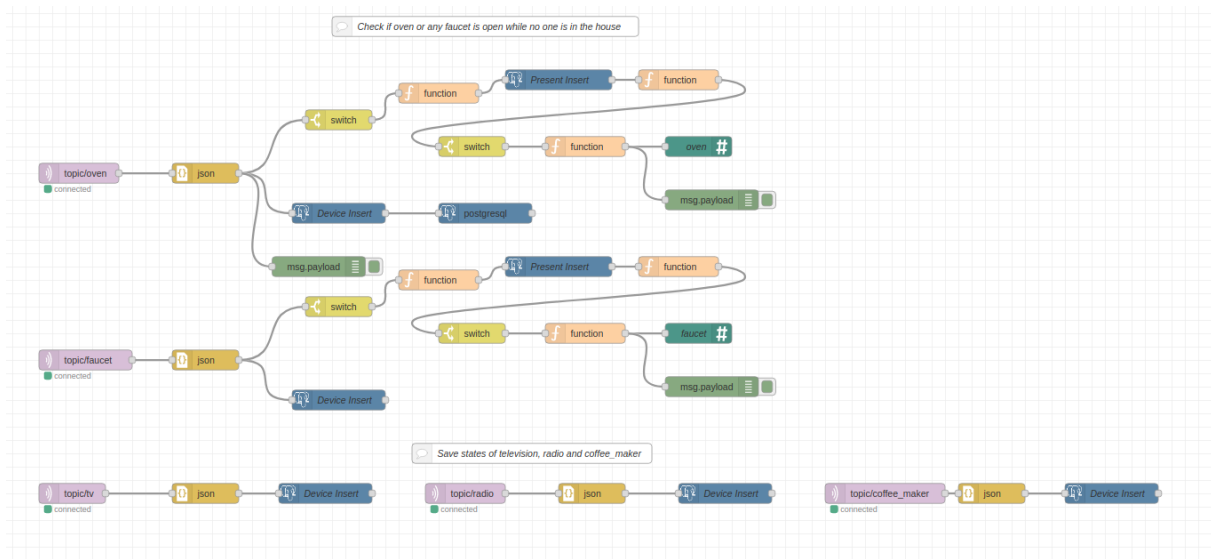 Check if oven or any faucet is open while no one is in the house
Present Insert
function
function
switch
switch
function
oven
topic/oven
json
connected
msg.payload
Device Insert
postgresql
msg.payload
Present Insert
function
function
switch
switch
function
faucet
topic/faucet
json
connected
msg.payload
Device Insert
Save states of television, radio and coffee_maker
topic/tv
json
Device Insert
topic/radio
json
Device Insert
topic/coffee_maker
json
Device Insert
connected
connected
connected